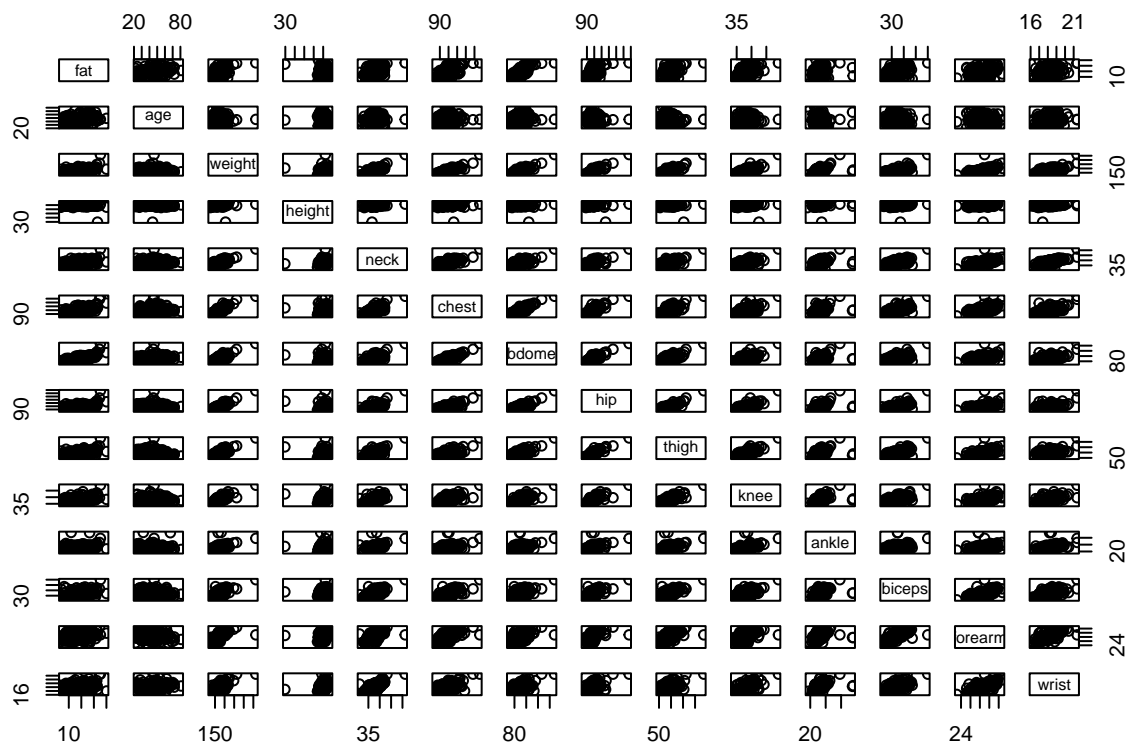 20 80 30 90 90 35 30 16 21
fat 10
20 age
weight 150
30 height
neck 35
90 chest
bdome 80
90 hip
thigh 50
35 knee
ankle 20
30 biceps
orearm 24
16 wrist
10 150 35 80 50 20 24